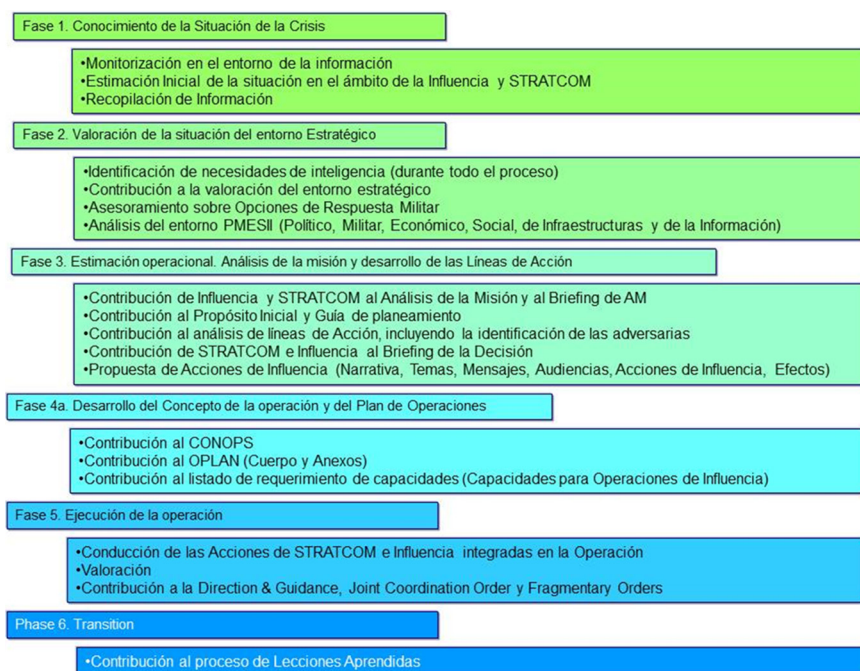 Fase 1. Conocimiento de la Situación de la Crisis
•Monitorización en el entorno de la información
•Estimación Inicial de la situación en el ámbito de la Influencia y STRATCOM
•Recopilación de Información
Fase 2. Valoración de la situación del entorno Estratégico
•Identificación de necesidades de inteligencia (durante todo el proceso)
•Contribución a la valoración del entorno estratégico
•Asesoramiento sobre Opciones de Respuesta Militar
•Análisis del entorno PMESII (Político, Militar, Económico, Social, de Infraestructuras y de la Información)
Fase 3. Estimación operacional. Análisis de la misión y desarrollo de las Líneas de Acción
•Contribución de Influencia y STRATCOM al Análisis de la Misión y al Briefing de AM
•Contribución al Propósito Inicial y Guía de planeamiento
•Contribución al análisis de líneas de Acción, incluyendo la identificación de las adversarias
•Contribución de STRATCOM e Influencia al Briefing de la Decisión
•Propuesta de Acciones de Influencia (Narrativa, Temas, Mensajes, Audiencias, Acciones de Influencia, Efectos)
Fase 4a. Desarrollo del Concepto de la operación y del Plan de Operaciones
•Contribución al CONOPS
•Contribución al OPLAN (Cuerpo y Anexos)
•Contribución al listado de requerimiento de capacidades (Capacidades para Operaciones de Influencia)
Fase 5. Ejecución de la operación
•Conducción de las Acciones de STRATCOM e Influencia integradas en la Operación
•Valoración
•Contribución a la Direction & Guidance, Joint Coordination Order y Fragmentary Orders
Phase 6. Transition
•Contribución al proceso de Lecciones Aprendidas